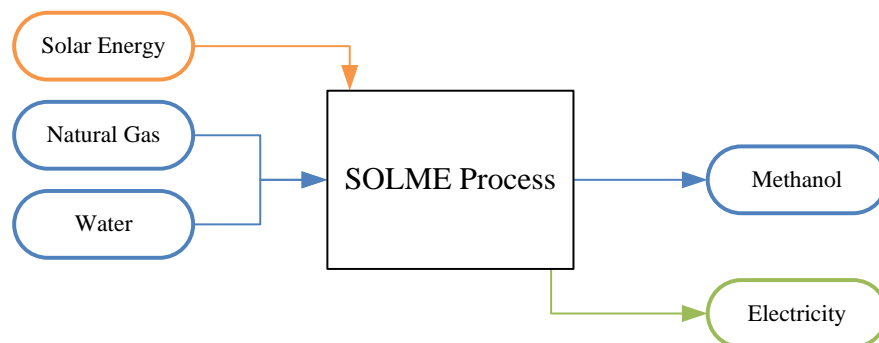 Solar Energy
Natural Gas
Water
SOLME Process
Methanol
Electricity